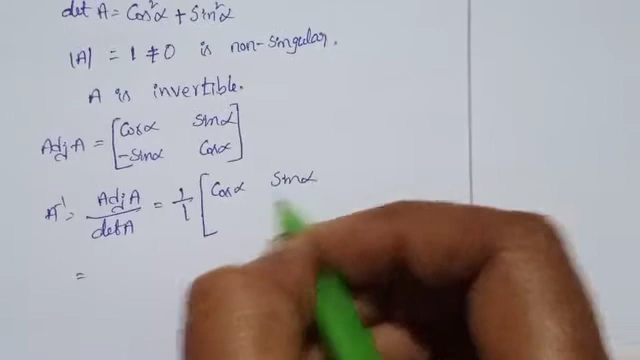 det A = Cos²α + Sin²α
|A| = 1 ≠ 0 is non-singular.
A is invertible.
Adj A = [Cosα Sinα
-Sinα Cosα]
A⁻¹ = Adj A / det A = 1/1 [Cosα Sinα
=